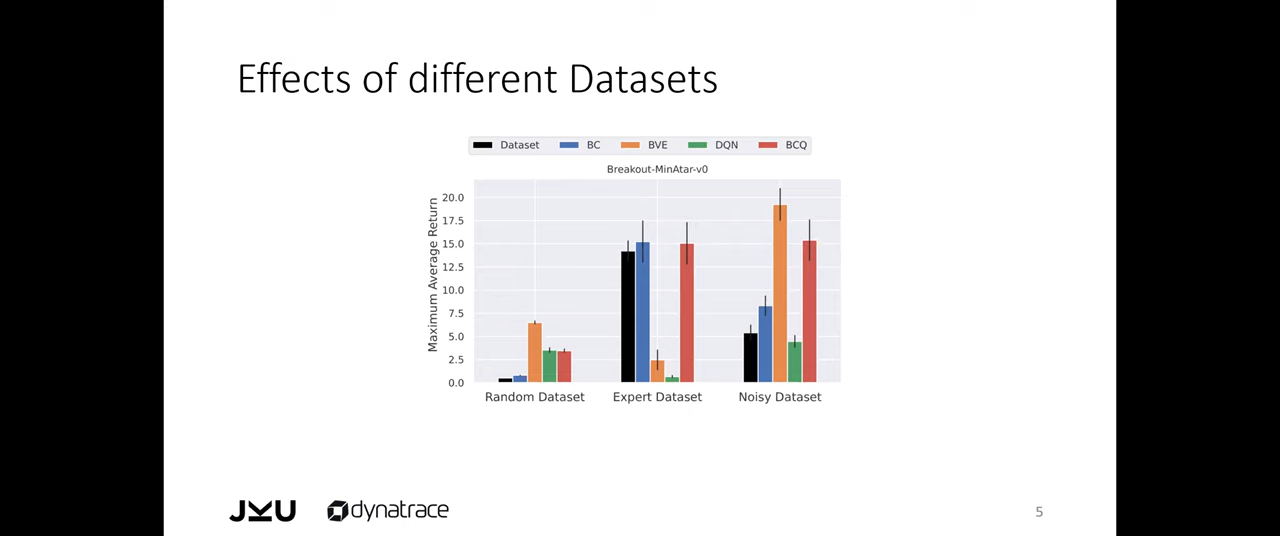 Effects of different Datasets
Dataset BC BVE DQN BCQ
Breakout-MinAtar-v0
Maximum Average Return
20.0
17.5
15.0
12.5
10.0
7.5
5.0
2.5
0.0
Random Dataset Expert Dataset Noisy Dataset
JKU dynatrace
5